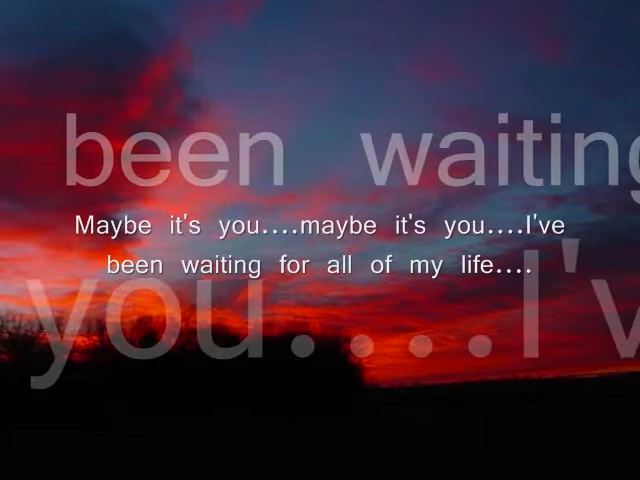 been waiting
Maybe it's you....maybe it's you....I've
been waiting for all of my life....
you....I'v